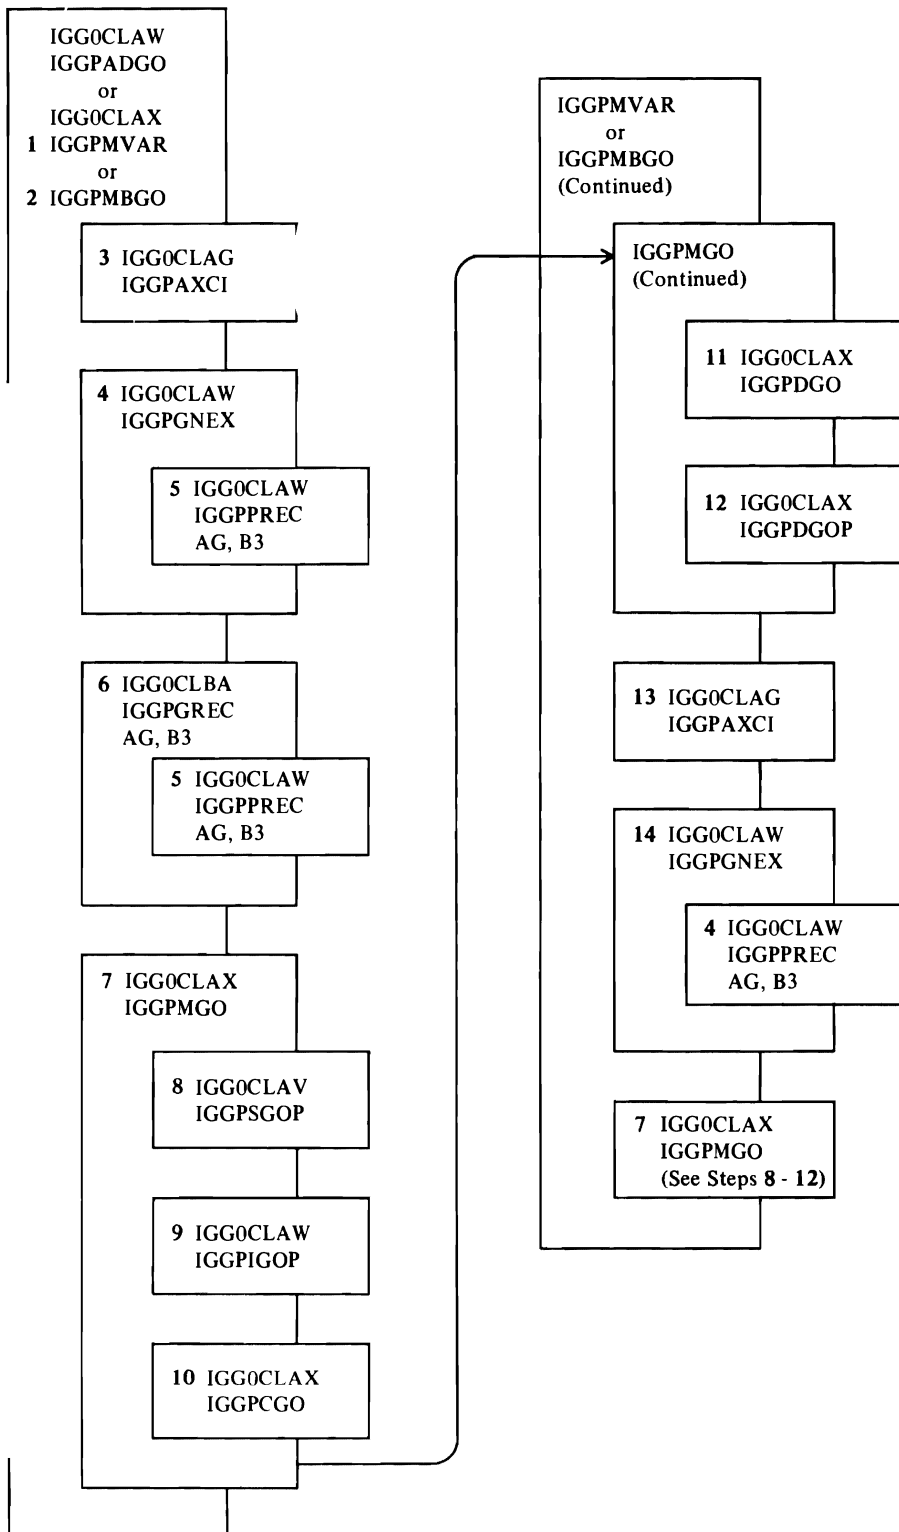 IGG0CLAW
IGGPADGO
or
IGG0CLAX
1 IGGPMVAR
or
2 IGGPMBGO
3 IGG0CLAG
IGGPAXCI
4 IGG0CLAW
IGGPGNEX
5 IGG0CLAW
IGGPPREC
AG, B3
6 IGG0CLBA
IGGPGREC
AG, B3
5 IGG0CLAW
IGGPPREC
AG, B3
7 IGG0CLAX
IGGPMGO
8 IGG0CLAV
IGGPSGOP
9 IGG0CLAW
IGGPIGOP
10 IGG0CLAX
IGGPCGO
IGGPMVAR
or
IGGPMBGO
(Continued)
IGGPMGO
(Continued)
11 IGG0CLAX
IGGPDGO
12 IGG0CLAX
IGGPDGOP
13 IGG0CLAG
IGGPAXCI
14 IGG0CLAW
IGGPGNEX
4 IGG0CLAW
IGGPPREC
AG, B3
7 IGG0CLAX
IGGPMGO
(See Steps 8 - 12)